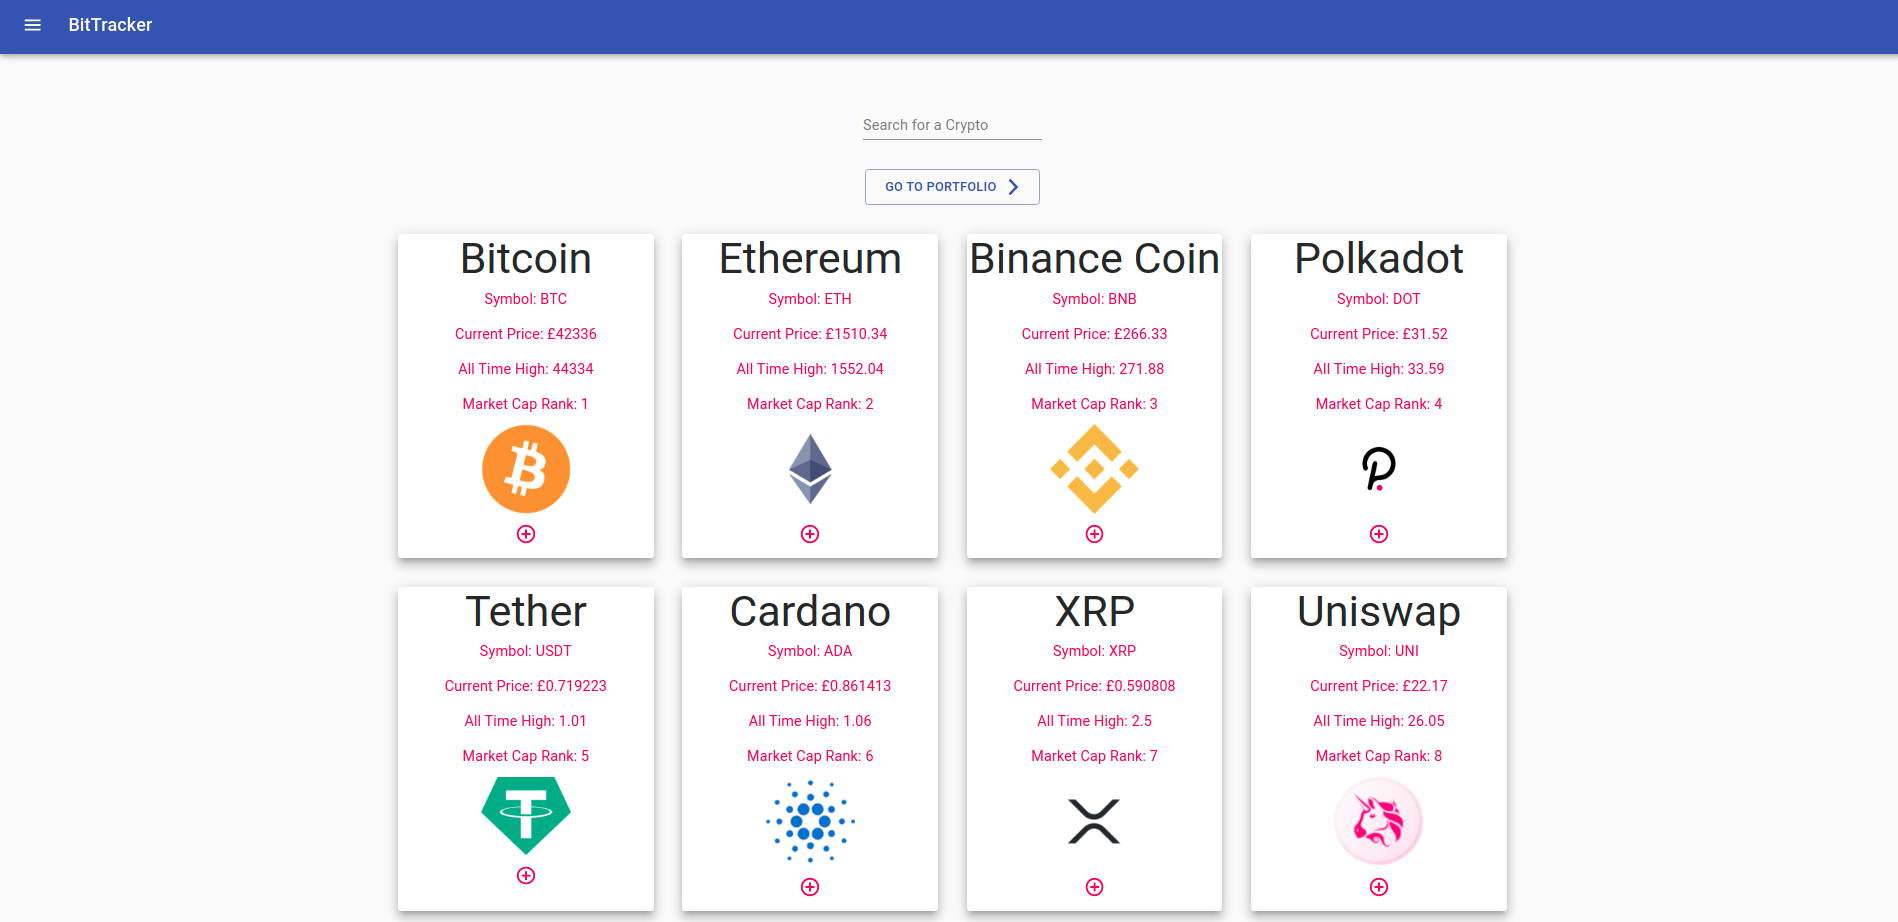 BitTracker
Search for a Crypto
GO TO PORTFOLIO
Bitcoin
Symbol: BTC
Current Price: £42336
All Time High: 44334
Market Cap Rank: 1
Ethereum
Symbol: ETH
Current Price: £1510.34
All Time High: 1552.04
Market Cap Rank: 2
Binance Coin
Symbol: BNB
Current Price: £266.33
All Time High: 271.88
Market Cap Rank: 3
Polkadot
Symbol: DOT
Current Price: £31.52
All Time High: 33.59
Market Cap Rank: 4
Tether
Symbol: USDT
Current Price: £0.719223
All Time High: 1.01
Market Cap Rank: 5
Cardano
Symbol: ADA
Current Price: £0.861413
All Time High: 1.06
Market Cap Rank: 6
XRP
Symbol: XRP
Current Price: £0.590808
All Time High: 2.5
Market Cap Rank: 7
Uniswap
Symbol: UNI
Current Price: £22.17
All Time High: 26.05
Market Cap Rank: 8